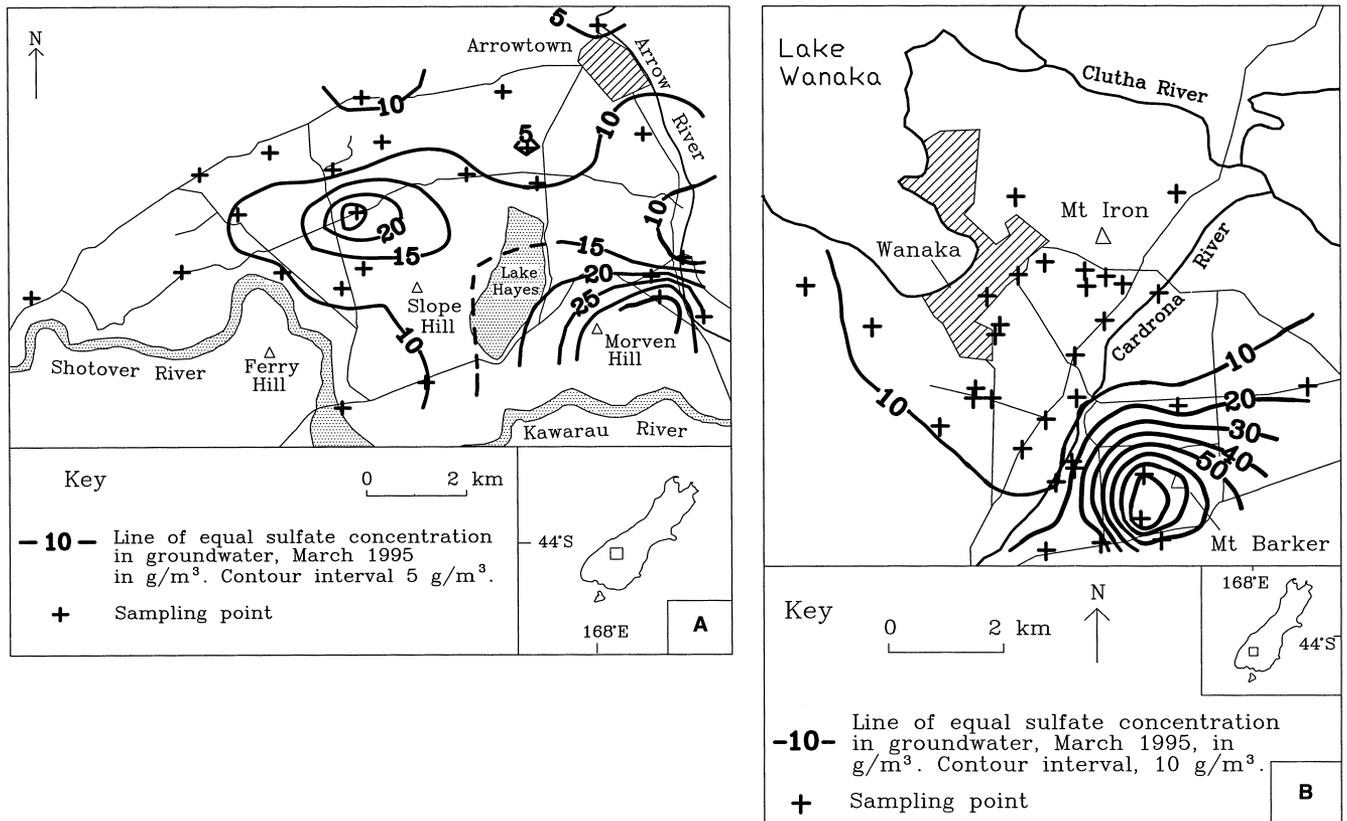 N
Arrowtown
5
Arrow
River
10
5
10
10
20
15
15
20
25
Lake
Hayes
Slope
Hill
10
Morven
Hill
Shotover River
Ferry
Hill
Kawarau River
Key
0 2 km
—10— Line of equal sulfate concentration
in groundwater, March 1995
in g/m³. Contour interval 5 g/m³.
+ Sampling point
44°S
168°E
A
Lake
Wanaka
Clutha River
Mt Iron
Wanaka
Cardrona River
10
10
20
30
40
50
Mt Barker
Key
0 2 km
N
168°E
44°S
-10- Line of equal sulfate concentration
in groundwater, March 1995, in
g/m³. Contour interval, 10 g/m³.
+ Sampling point
B